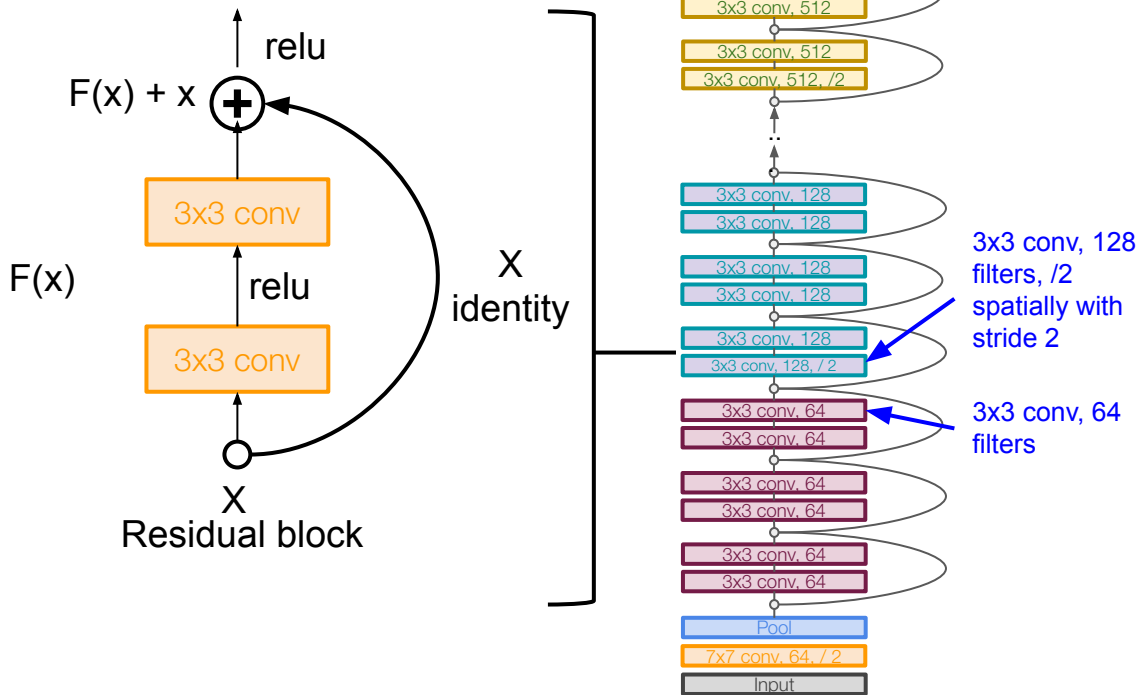 relu
F(x) + x
3x3 conv
F(x)
relu
3x3 conv
X
Residual block
X
identity
3x3 conv, 512
3x3 conv, 512
3x3 conv, 512, /2
..
3x3 conv, 128
3x3 conv, 128
3x3 conv, 128
3x3 conv, 128
3x3 conv, 128
3x3 conv, 128, / 2
3x3 conv, 64
3x3 conv, 64
3x3 conv, 64
3x3 conv, 64
3x3 conv, 64
3x3 conv, 64
Pool
7x7 conv, 64, / 2
Input
3x3 conv, 128
filters, /2
spatially with
stride 2
3x3 conv, 64
filters